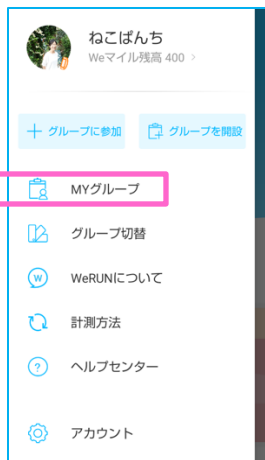 ねこぱんち
Weマイル残高 400 >
+ グループに参加
グループを開設
MYグループ
グループ切替
W WeRUNについて
計測方法
? ヘルプセンター
アカウント